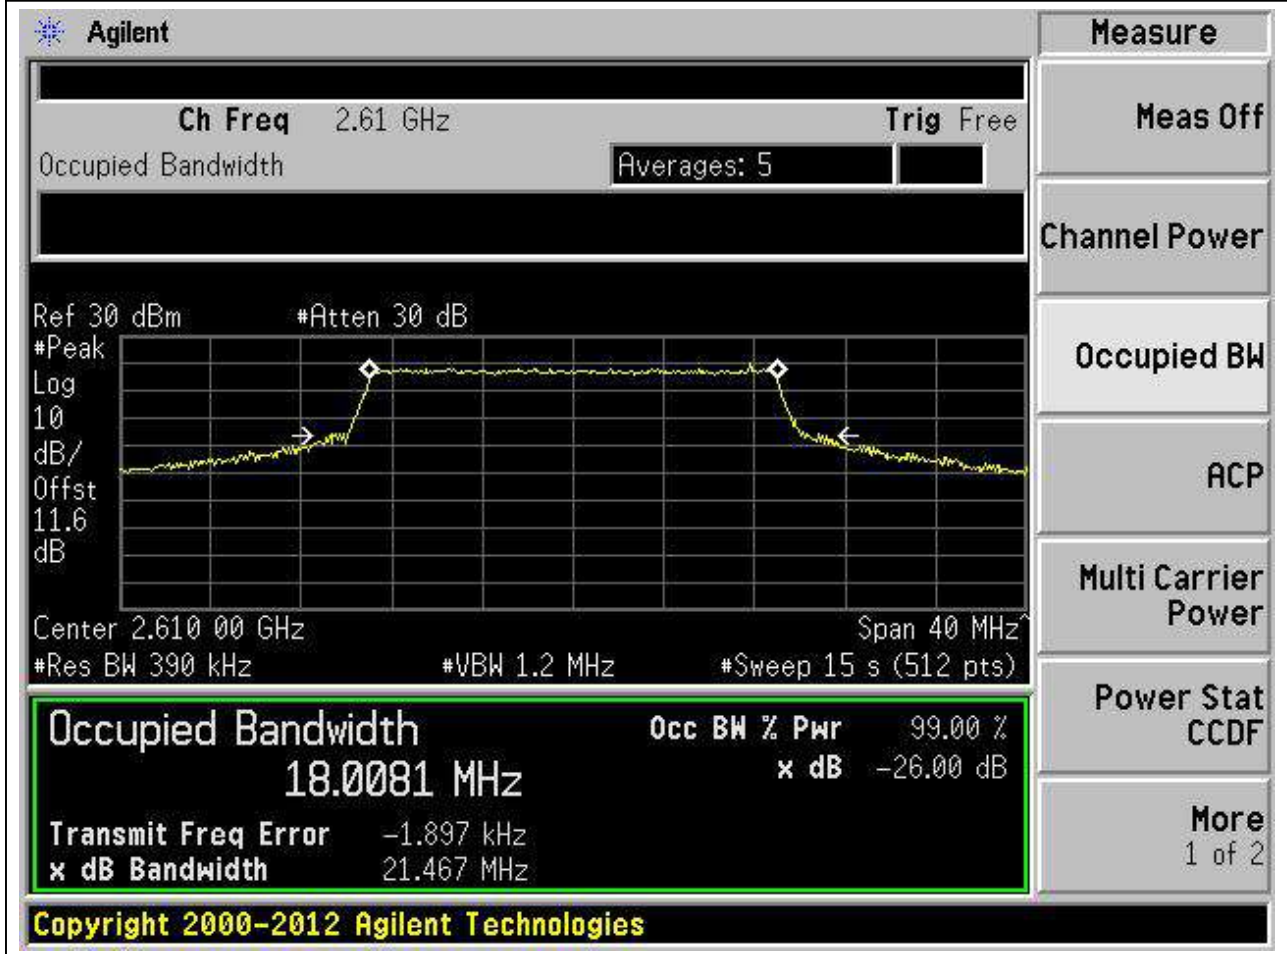 Agilent
Measure
Ch Freq 2.61 GHz Trig Free
Occupied Bandwidth Averages: 5
Meas Off
Channel Power
Occupied BW
ACP
Multi Carrier
Power
Power Stat
CCDF
More
1 of 2
Ref 30 dBm #Atten 30 dB
#Peak
Log
10
dB/
Offst
11.6
dB
Center 2.610 00 GHz Span 40 MHz^
#Res BW 390 kHz #VBW 1.2 MHz #Sweep 15 s (512 pts)
Occupied Bandwidth Occ BW % Pwr 99.00 %
18.0081 MHz x dB -26.00 dB
Transmit Freq Error -1.897 kHz
x dB Bandwidth 21.467 MHz
Copyright 2000-2012 Agilent Technologies